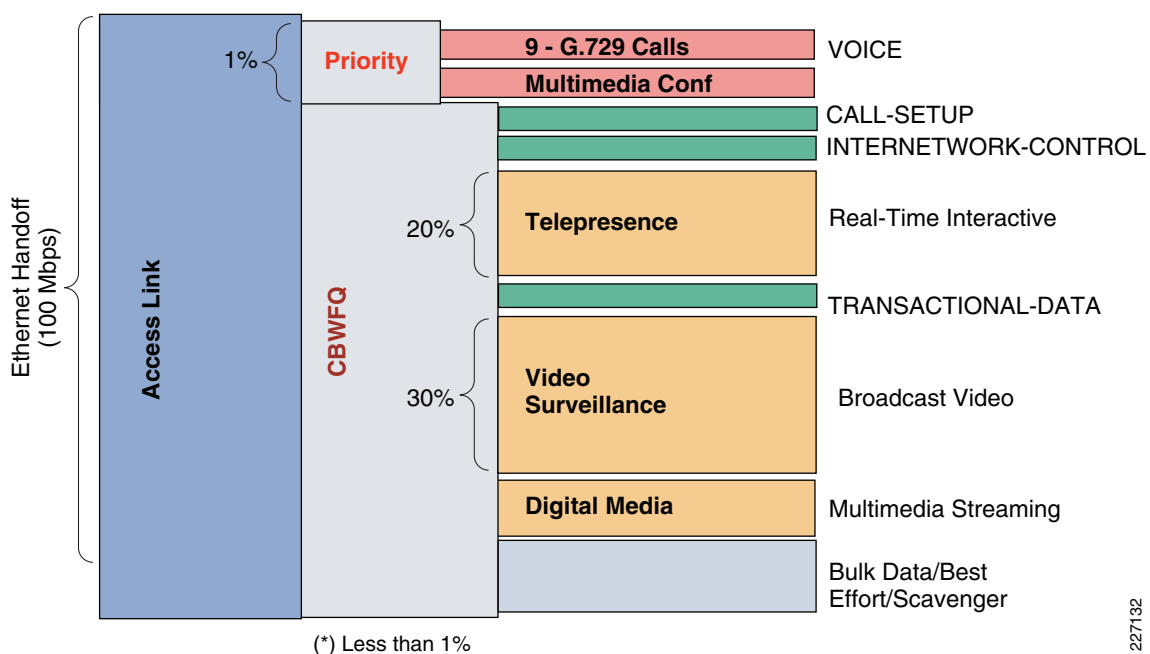 Ethernet Handoff
(100 Mbps)
Access Link
1%
Priority
9 - G.729 Calls
VOICE
Multimedia Conf
CBWFQ
CALL-SETUP
INTERNETWORK-CONTROL
20%
Telepresence
Real-Time Interactive
TRANSACTIONAL-DATA
30%
Video
Surveillance
Broadcast Video
Digital Media
Multimedia Streaming
Bulk Data/Best
Effort/Scavenger
(*) Less than 1%
227132